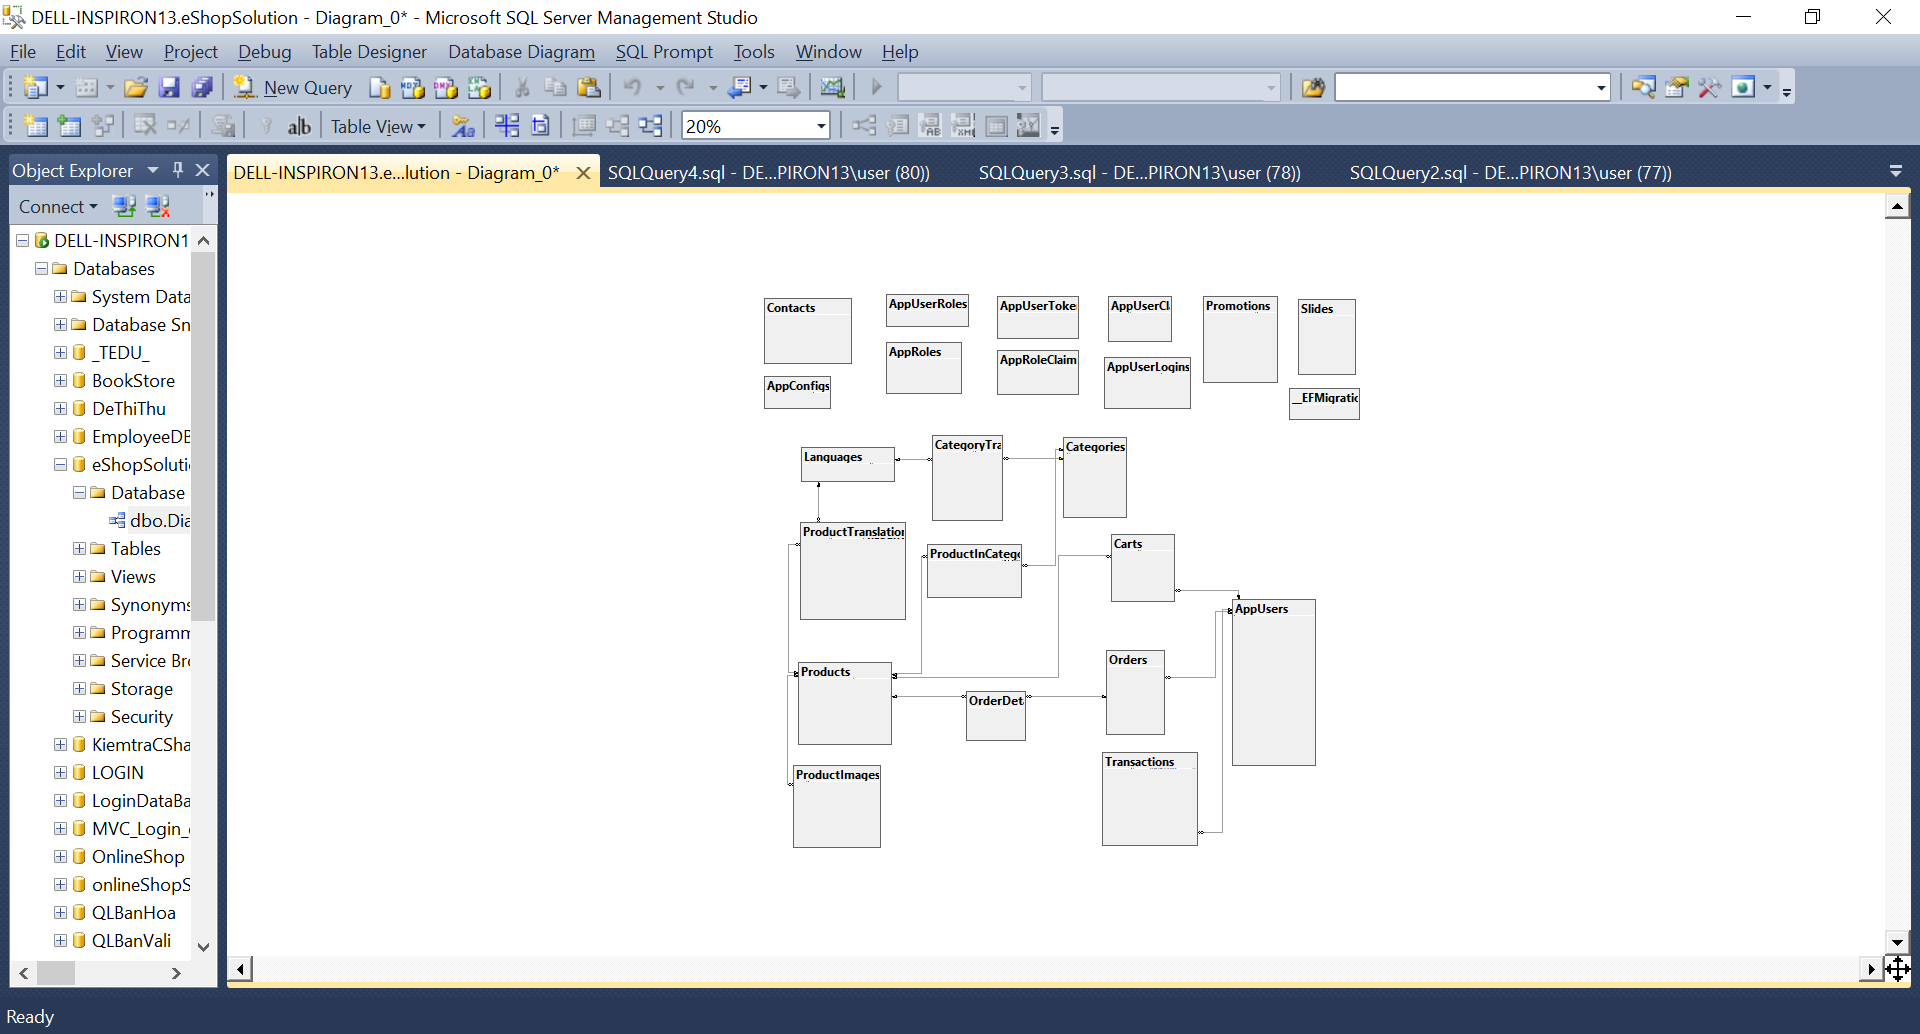 DELL-INSPIRON13.eShopSolution - Diagram_0* - Microsoft SQL Server Management Studio
File Edit View Project Debug Table Designer Database Diagram SQL Prompt Tools Window Help
New Query
Table View
20%
Object Explorer
DELL-INSPIRON13.e...lution - Diagram_0*
SQLQuery4.sql - DE...PIRON13\user (80))
SQLQuery3.sql - DE...PIRON13\user (78))
SQLQuery2.sql - DE...PIRON13\user (77))
Connect
DELL-INSPIRON1
Databases
System Data
Database Sn
_TEDU_
BookStore
DeThiThu
EmployeeDB
eShopSoluti
Database
dbo.Dia
Tables
Views
Synonyms
Programm
Service Bro
Storage
Security
KiemtraCSha
LOGIN
LoginDataBa
MVC_Login_
OnlineShop
onlineShopS
QLBanHoa
QLBanVali
Contacts
AppUserRoles
AppUserToke
AppUserCl
Promotions
Slides
AppRoles
AppRoleClaim
AppUserLogins
AppConfigs
__EFMigratio
Languages
CategoryTra
Categories
ProductTranslation
ProductInCatego
Carts
AppUsers
Products
OrderDet
Orders
ProductImages
Transactions
Ready